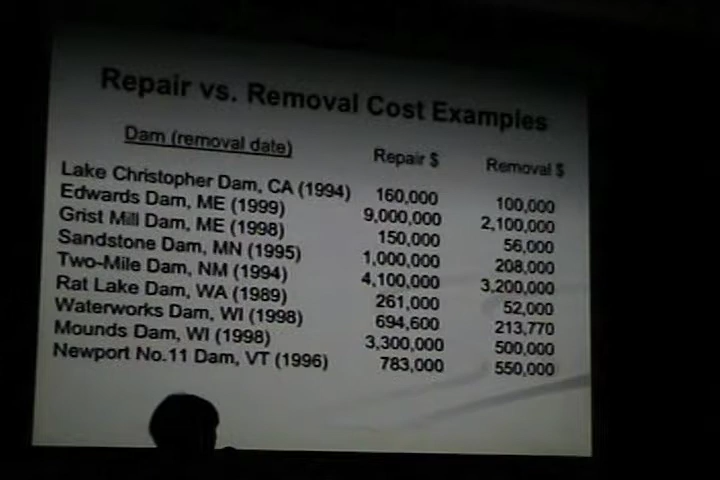 Repair vs. Removal Cost Examples
Dam (removal date) Repair $ Removal $
Lake Christopher Dam, CA (1994) 160,000 100,000
Edwards Dam, ME (1999) 9,000,000 2,100,000
Grist Mill Dam, ME (1998) 150,000 56,000
Sandstone Dam, MN (1995) 1,000,000 208,000
Two-Mile Dam, NM (1994) 4,100,000 3,200,000
Rat Lake Dam, WA (1989) 261,000 52,000
Waterworks Dam, WI (1998) 694,600 213,770
Mounds Dam, WI (1998) 3,300,000 500,000
Newport No.11 Dam, VT (1996) 783,000 550,000